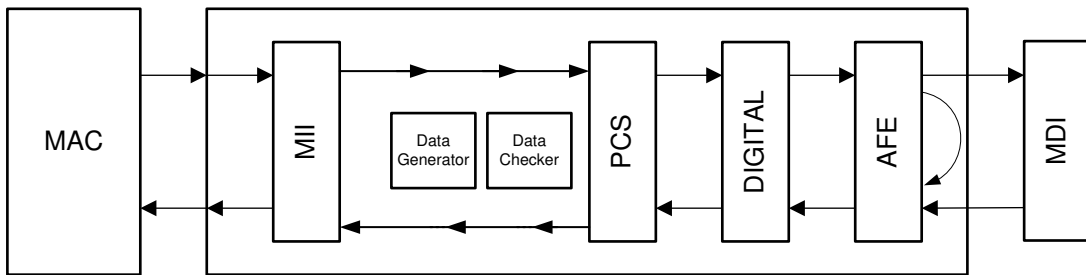 MAC
MII
Data
Generator
Data
Checker
PCS
DIGITAL
AFE
MDI